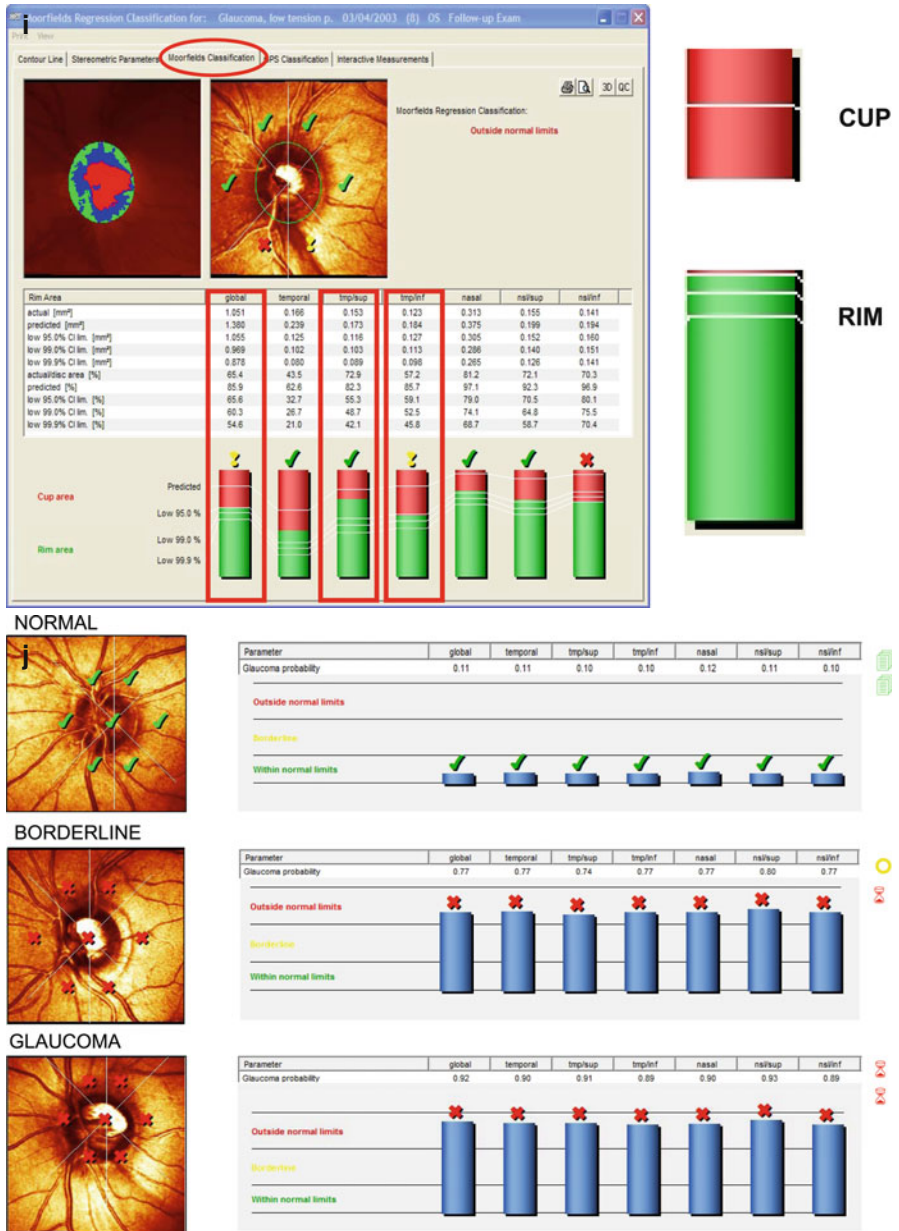 i
Moorfields Regression Classification for: Glaucoma, low tension p. 03/04/2003 (8) OS Follow-up Exam
Print View
Contour Line Stereometric Parameters Moorfields Classification GPS Classification Interactive Measurements
3D QC
Moorfields Regression Classification:
Outside normal limits
CUP
RIM
Rim Area global temporal tmp/sup tmp/inf nasal nsl/sup nsl/inf
actual [mm²] 1.051 0.166 0.153 0.123 0.313 0.155 0.141
predicted [mm²] 1.380 0.239 0.173 0.184 0.375 0.199 0.194
low 95.0% CI lim. [mm²] 1.055 0.125 0.116 0.127 0.305 0.152 0.160
low 99.0% CI lim. [mm²] 0.969 0.102 0.103 0.113 0.286 0.140 0.151
low 99.9% CI lim. [mm²] 0.878 0.080 0.089 0.098 0.265 0.126 0.141
actual/disc area [%] 65.4 43.5 72.9 57.2 81.2 72.1 70.3
predicted [%] 85.9 62.6 82.3 85.7 97.1 92.3 96.9
low 95.0% CI lim. [%] 65.6 32.7 55.3 59.1 79.0 70.5 80.1
low 99.0% CI lim. [%] 60.3 26.7 48.7 52.5 74.1 64.8 75.5
low 99.9% CI lim. [%] 54.6 21.0 42.1 45.8 68.7 58.7 70.4
Predicted
Cup area
Low 95.0 %
Low 99.0 %
Rim area
Low 99.9 %
NORMAL
j
Parameter global temporal tmp/sup tmp/inf nasal nsl/sup nsl/inf
Glaucoma probability 0.11 0.11 0.10 0.10 0.12 0.11 0.10
Outside normal limits
Borderline
Within normal limits
BORDERLINE
Parameter global temporal tmp/sup tmp/inf nasal nsl/sup nsl/inf
Glaucoma probability 0.77 0.77 0.74 0.77 0.77 0.80 0.77
Outside normal limits
Borderline
Within normal limits
GLAUCOMA
Parameter global temporal tmp/sup tmp/inf nasal nsl/sup nsl/inf
Glaucoma probability 0.92 0.90 0.91 0.89 0.90 0.93 0.89
Outside normal limits
Borderline
Within normal limits